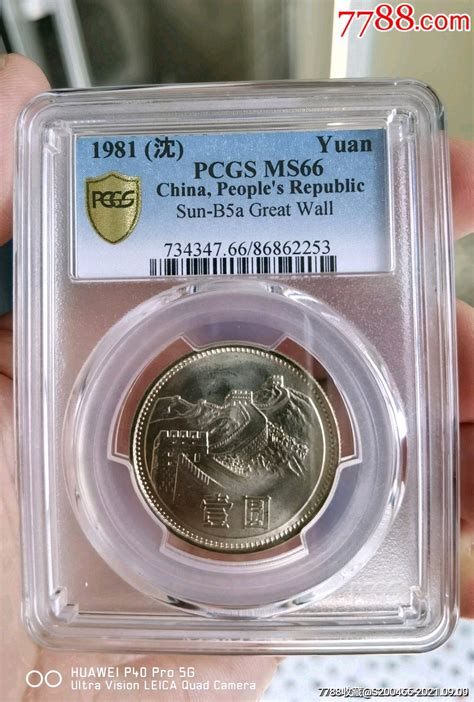 7788.com
1981 (沈) Yuan
PCGS MS66
China, People's Republic
Sun-B5a Great Wall
PCGS
734347.66/86862253
壹圆
HUAWEI P40 Pro 5G
Ultra Vision LEICA Quad Camera
7788收藏@S200466-2021.09.09